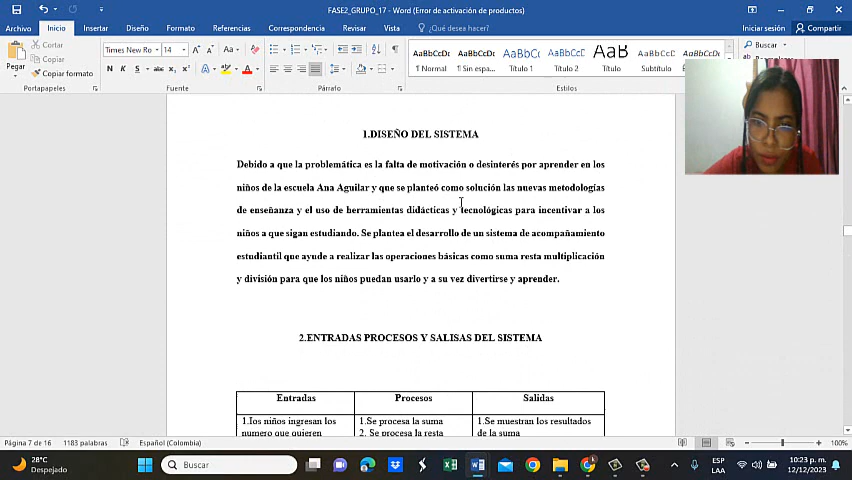 FASE2_GRUPO_17 - Word (Error de activación de productos)
Archivo Inicio Insertar Diseño Formato Referencias Correspondencia Revisar Vista Ayuda ¿Qué desea hacer? Iniciar sesión Compartir
Cortar
Copiar
Copiar formato
Pegar
Portapapeles
Times New Ro 14
Fuente
Párrafo
AaBbCcDc AaBbCcDc AaBbCc AaBbCcD AaB AaBbCcD AaBbCcDc
¶ Normal ¶ Sin espa... Título 1 Título 2 Título Subtítulo
Estilos
Buscar
1.DISEÑO DEL SISTEMA
Debido a que la problemática es la falta de motivación o desinterés por aprender en los
niños de la escuela Ana Aguilar y que se planteó como solución las nuevas metodologías
de enseñanza y el uso de herramientas didácticas y tecnológicas para incentivar a los
niños a que sigan estudiando. Se plantea el desarrollo de un sistema de acompañamiento
estudiantil que ayude a realizar las operaciones básicas como suma resta multiplicación
y división para que los niños puedan usarlo y a su vez divertirse y aprender.
2.ENTRADAS PROCESOS Y SALISAS DEL SISTEMA
Entradas Procesos Salidas
1.los niños ingresan los 1.Se procesa la suma 1.Se muestran los resultados
numero que quieren 2. Se procesa la resta de la suma
Página 7 de 16 1183 palabras Español (Colombia) 100%
28°C
Despejado
Buscar
ESP
LAA
10:23 p. m.
12/12/2023